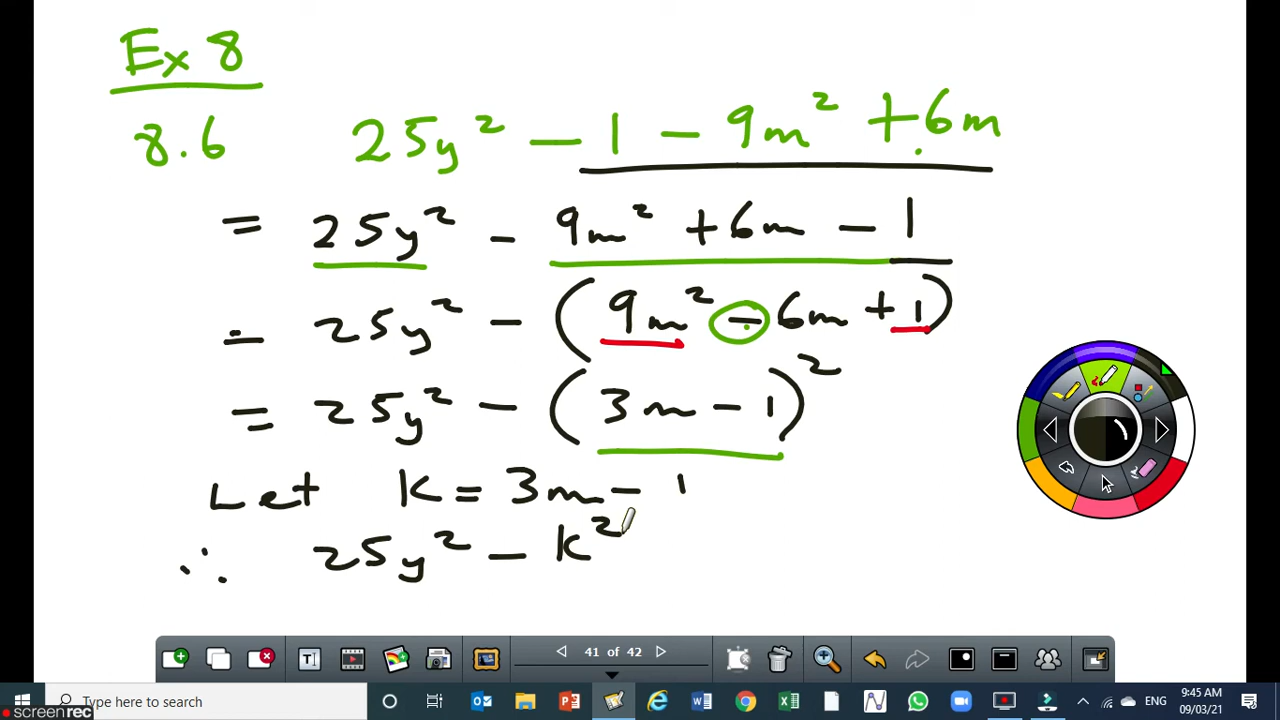 Ex 8
8.6 25y² - 1 - 9m² + 6m
= 25y² - 9m² + 6m - 1
= 25y² - (9m² - 6m + 1)
= 25y² - (3m - 1)²
Let K = 3m - 1
∴ 25y² - k²
41 of 42
Type here to search
ENG
9:45 AM
09/03/21
screenrec